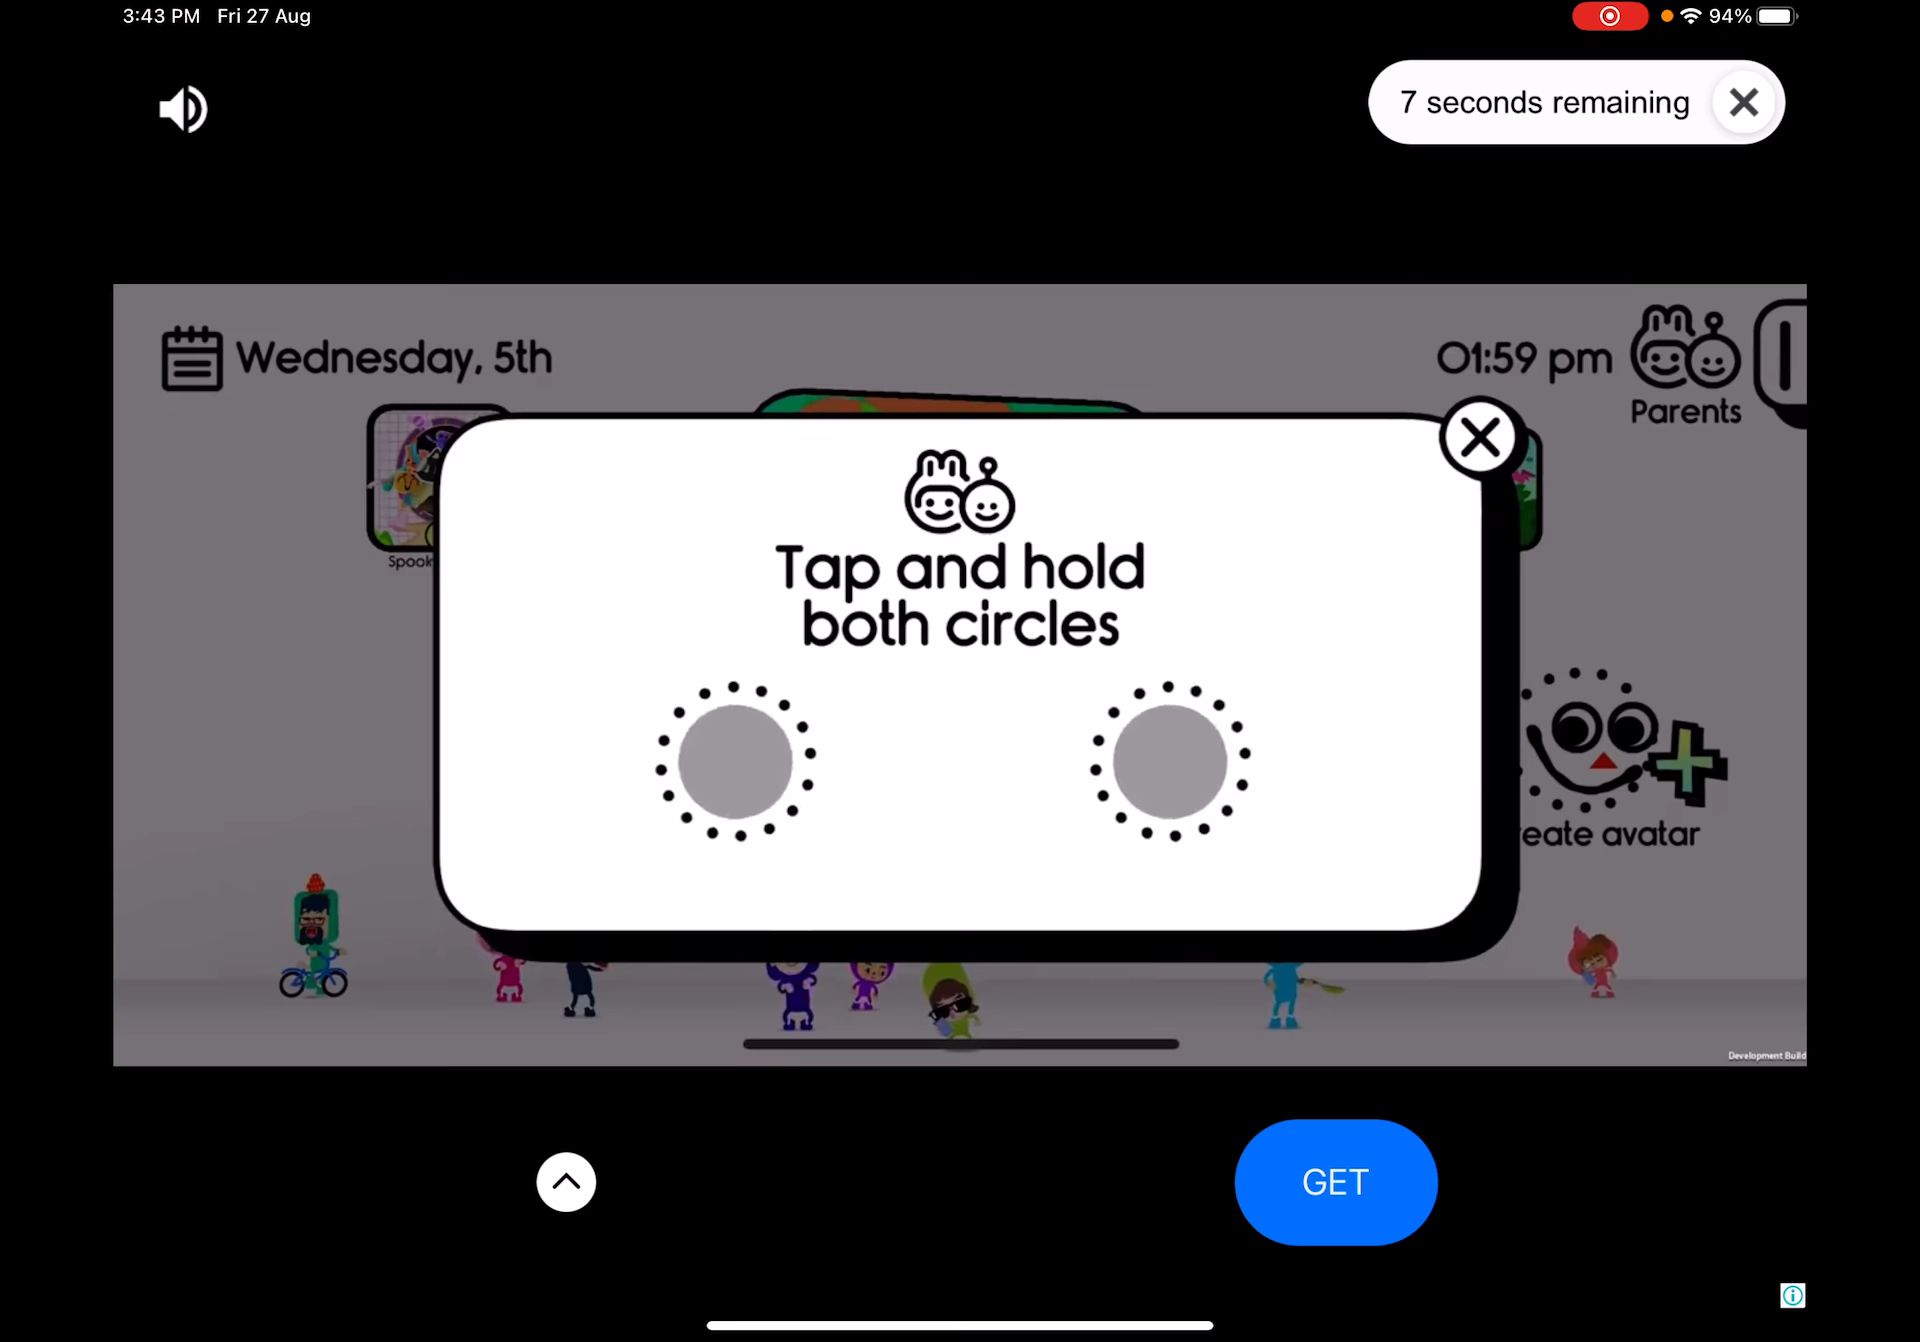 3:43 PM Fri 27 Aug
94%
7 seconds remaining
Wednesday, 5th
01:59 pm
Parents
Tap and hold
both circles
eate avatar
Development Build
GET